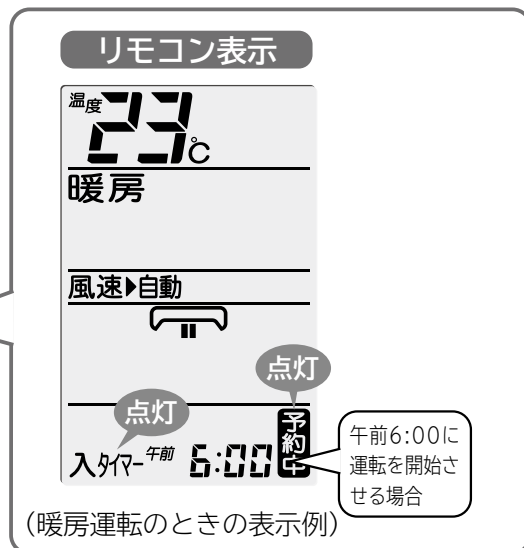 リモコン表示
温度23℃
暖房
風速▶自動
点灯
点灯
入タイマー午前 6:00 予約中
午前6:00に
運転を開始さ
せる場合
(暖房運転のときの表示例)